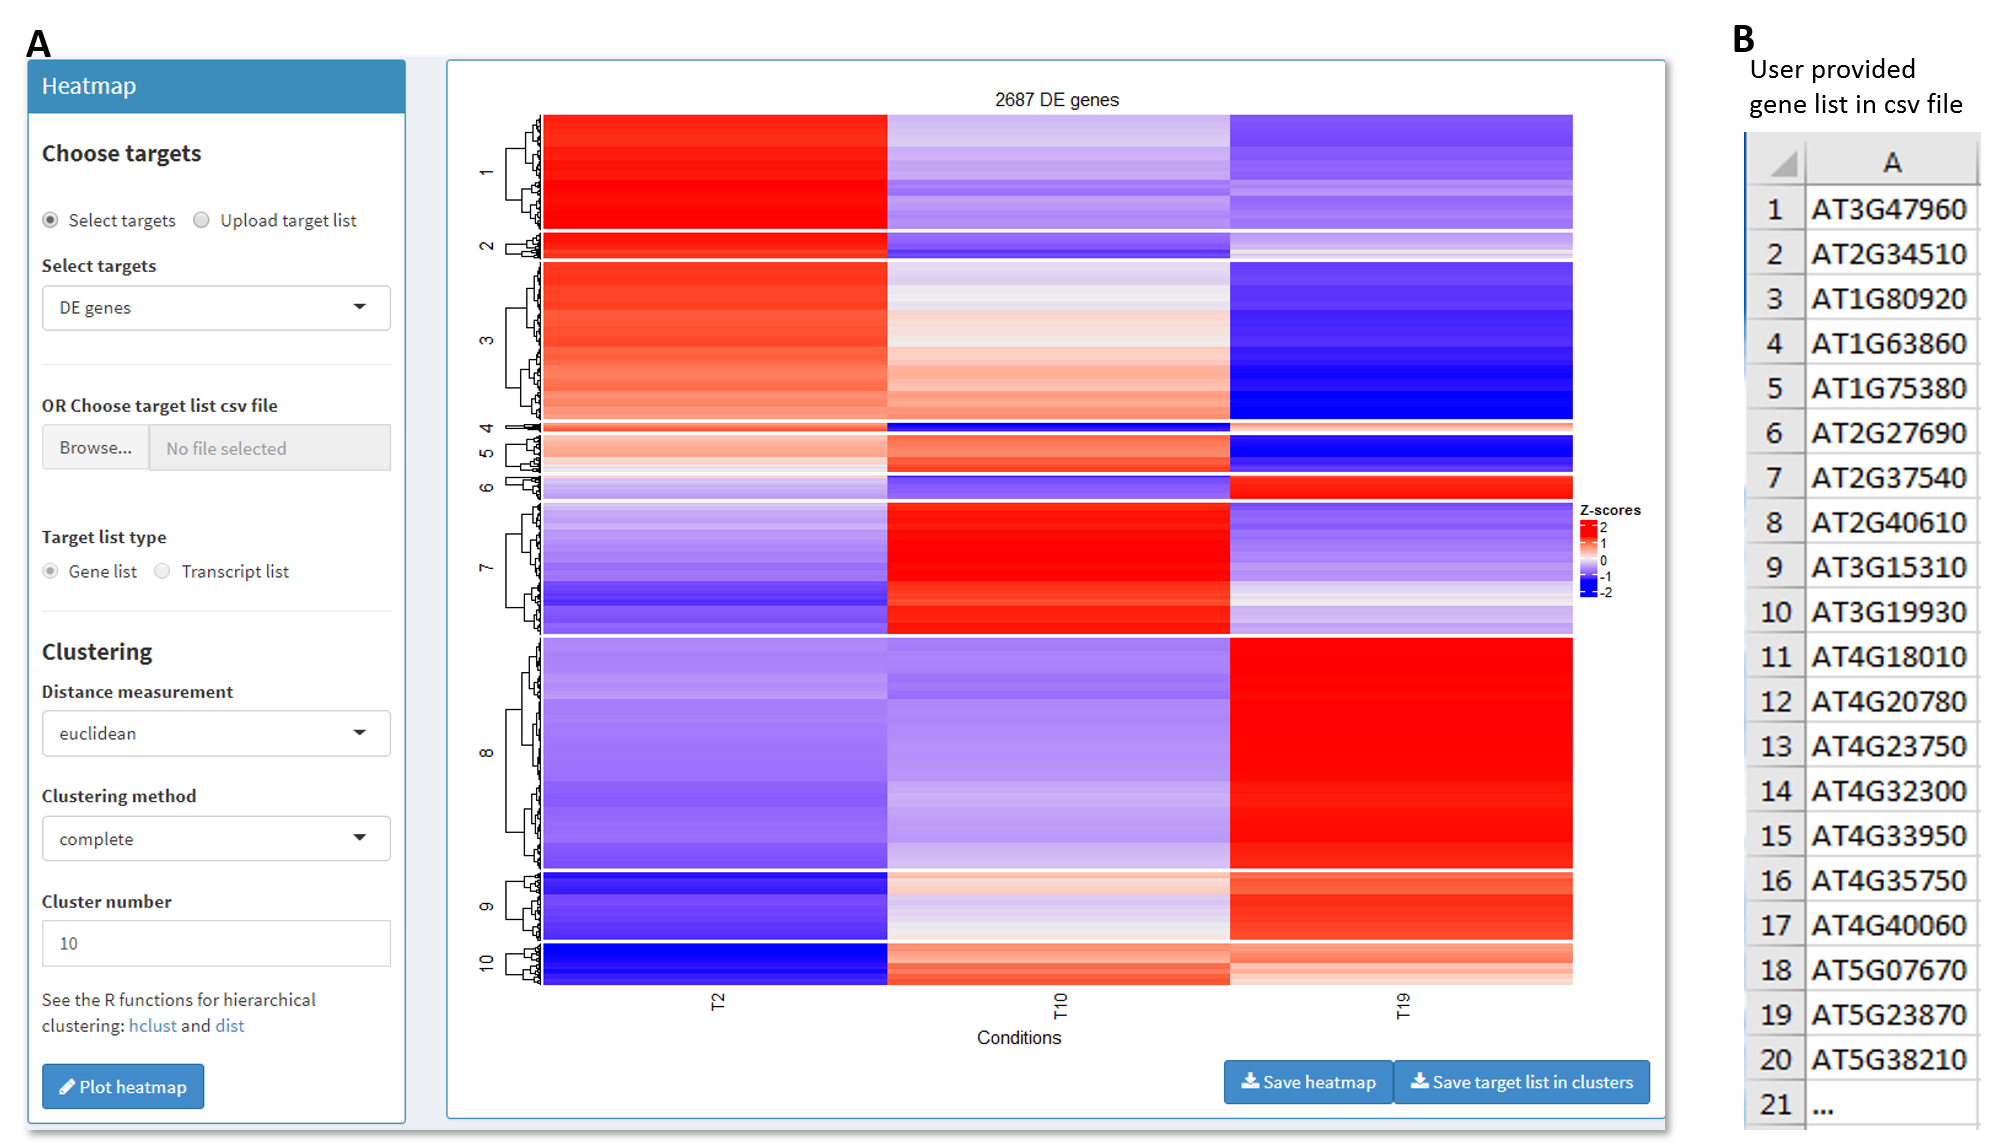 A
Heatmap
Choose targets
Select targets
Upload target list
Select targets
DE genes
OR Choose target list csv file
Browse...
No file selected
Target list type
Gene list
Transcript list
Clustering
Distance measurement
euclidean
Clustering method
complete
Cluster number
10
See the R functions for hierarchical
clustering: hclust and dist
Plot heatmap
2687 DE genes
1
2
3
4
5
6
7
8
9
10
T2
T10
T19
Conditions
Z-scores
2
1
0
-1
-2
Save heatmap
Save target list in clusters
B
User provided
gene list in csv file
A
1 AT3G47960
2 AT2G34510
3 AT1G80920
4 AT1G63860
5 AT1G75380
6 AT2G27690
7 AT2G37540
8 AT2G40610
9 AT3G15310
10 AT3G19930
11 AT4G18010
12 AT4G20780
13 AT4G23750
14 AT4G32300
15 AT4G33950
16 AT4G35750
17 AT4G40060
18 AT5G07670
19 AT5G23870
20 AT5G38210
21 ...